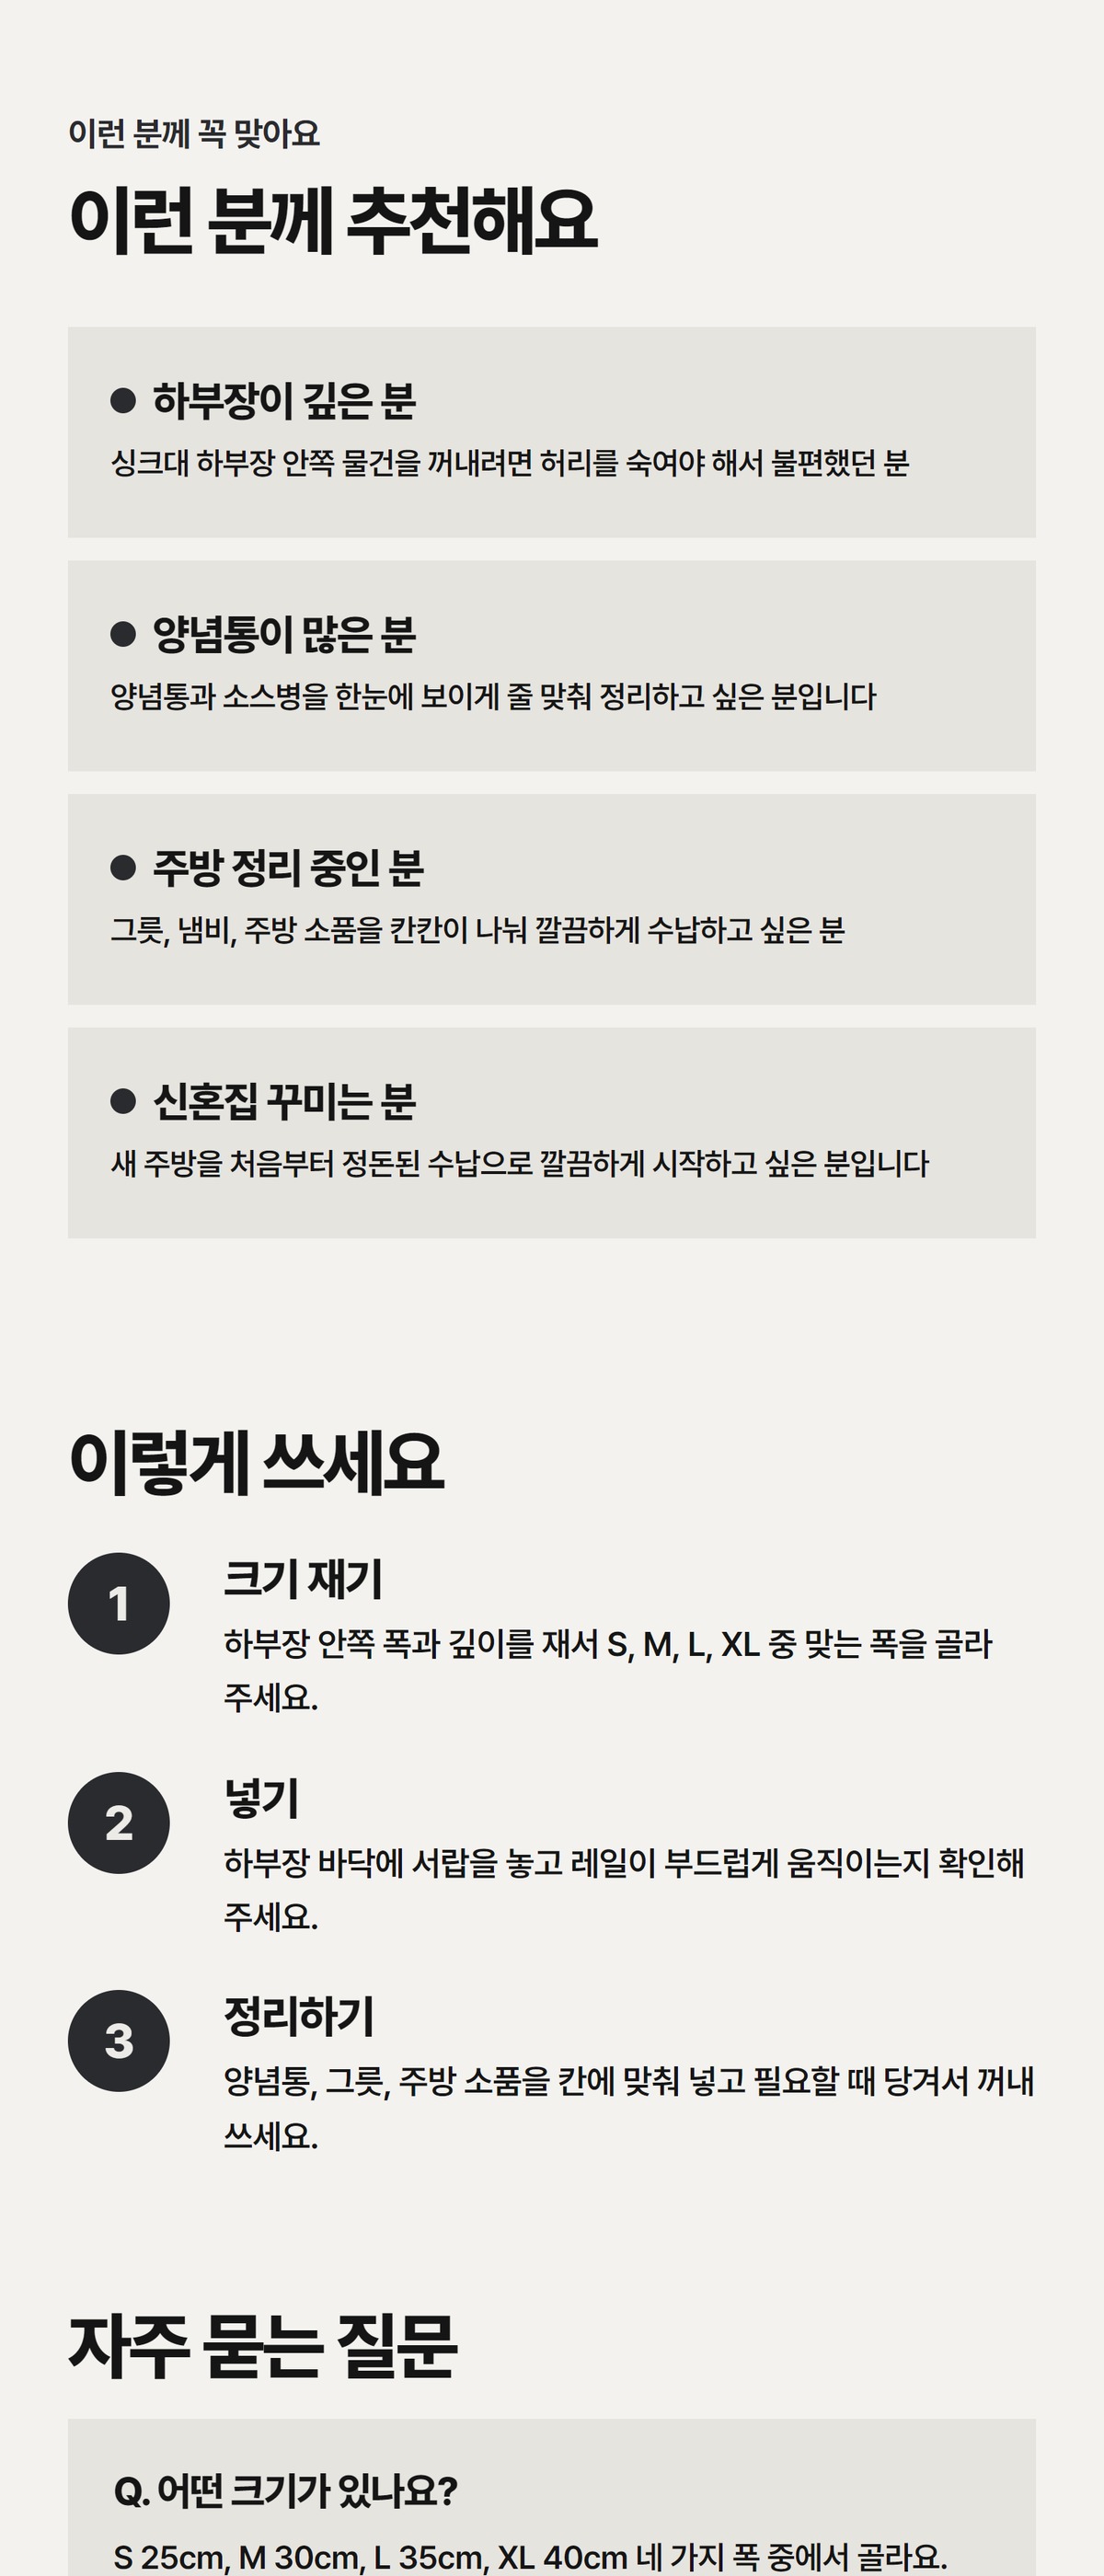 이런 분께 꼭 맞아요
이런 분께 추천해요
하부장이 깊은 분
싱크대 하부장 안쪽 물건을 꺼내려면 허리를 숙여야 해서 불편했던 분
양념통이 많은 분
양념통과 소스병을 한눈에 보이게 줄 맞춰 정리하고 싶은 분입니다
주방 정리 중인 분
그릇, 냄비, 주방 소품을 칸칸이 나눠 깔끔하게 수납하고 싶은 분
신혼집 꾸미는 분
새 주방을 처음부터 정돈된 수납으로 깔끔하게 시작하고 싶은 분입니다
이렇게 쓰세요
1
크기 재기
하부장 안쪽 폭과 깊이를 재서 S, M, L, XL 중 맞는 폭을 골라
주세요.
2
넣기
하부장 바닥에 서랍을 놓고 레일이 부드럽게 움직이는지 확인해
주세요.
3
정리하기
양념통, 그릇, 주방 소품을 칸에 맞춰 넣고 필요할 때 당겨서 꺼내
쓰세요.
자주 묻는 질문
Q. 어떤 크기가 있나요?
S 25cm, M 30cm, L 35cm, XL 40cm 네 가지 폭 중에서 골라요.